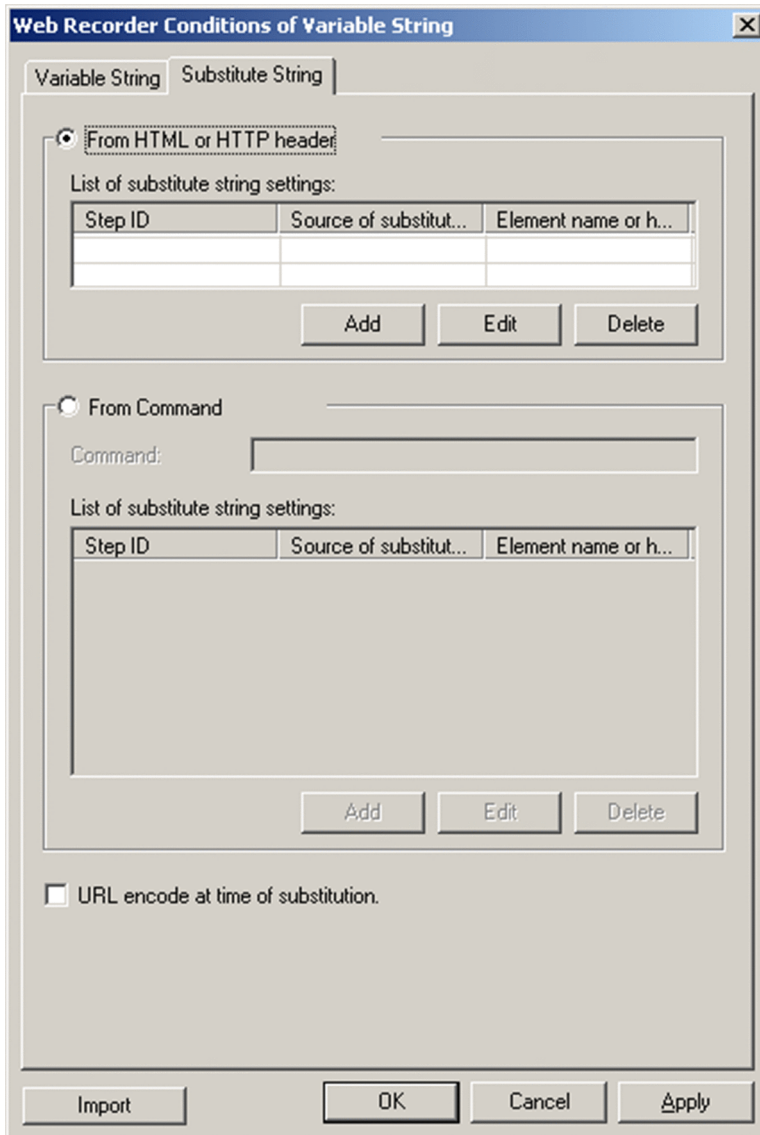 Web Recorder Conditions of Variable String
Variable String Substitute String
From HTML or HTTP header
List of substitute string settings:
Step ID Source of substitut... Element name or h...
Add Edit Delete
From Command
Command:
List of substitute string settings:
Step ID Source of substitut... Element name or h...
Add Edit Delete
URL encode at time of substitution.
Import OK Cancel Apply